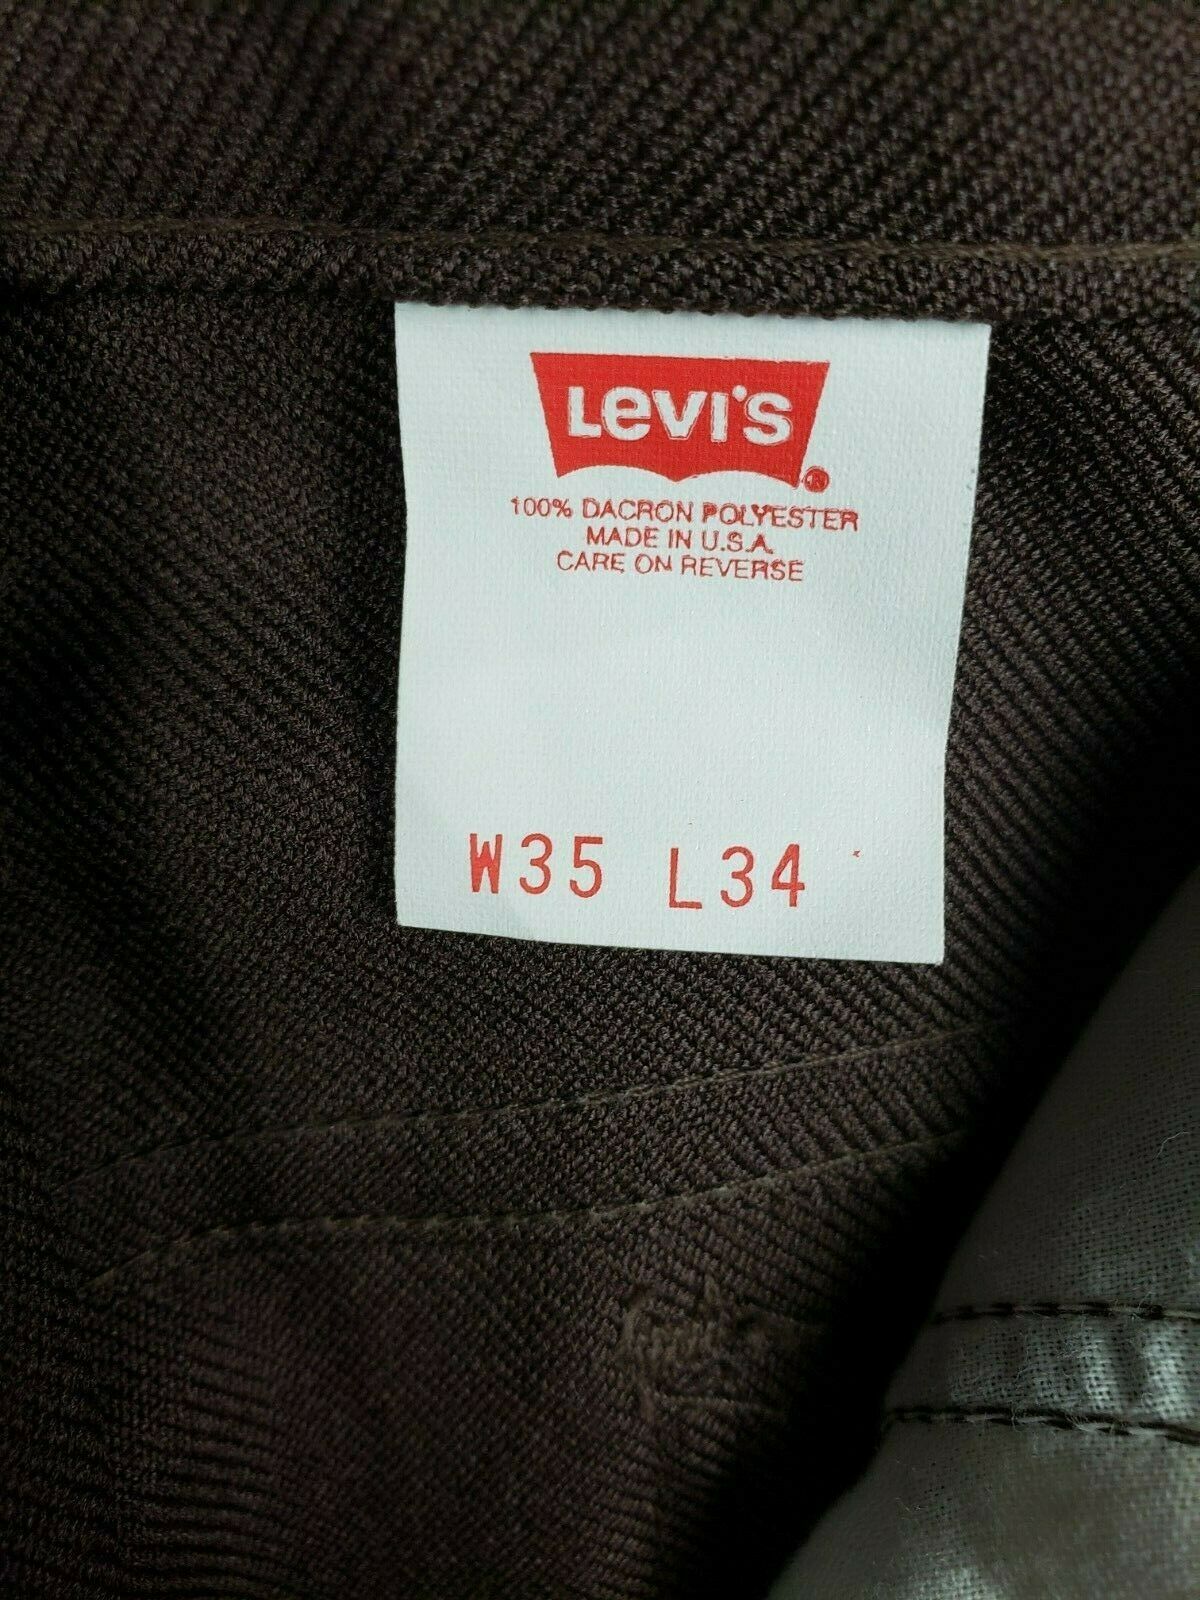 LEVI'S
®
100% DACRON POLYESTER
MADE IN U.S.A.
CARE ON REVERSE
W35 L34